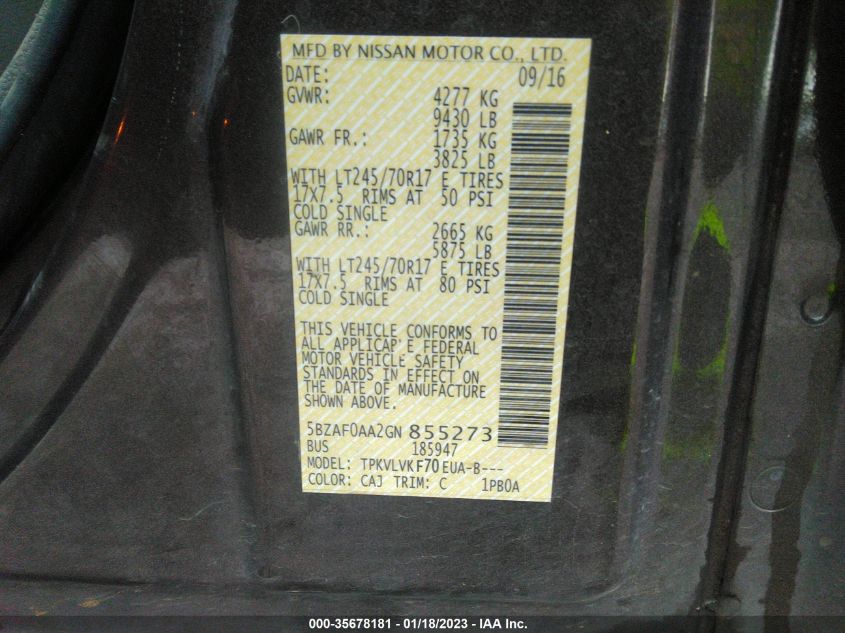 MFD BY NISSAN MOTOR CO., LTD.
DATE: 09/16
GVWR: 4277 KG
9430 LB
GAWR FR.: 1735 KG
3825 LB
WITH LT245/70R17 E TIRES
17X7.5 RIMS AT 50 PSI
COLD SINGLE
GAWR RR.: 2665 KG
5875 LB
WITH LT245/70R17 E TIRES
17X7.5 RIMS AT 80 PSI
COLD SINGLE
THIS VEHICLE CONFORMS TO
ALL APPLICAP'E FEDERAL
MOTOR VEHICLE SAFETY
STANDARDS IN EFFECT ON
THE DATE OF MANUFACTURE
SHOWN ABOVE.
5BZAF0AA2GN 855273
BUS 185947
MODEL: TPKVLVKF70EUA-B---
COLOR: CAJ TRIM: C 1PB0A
000-35678181 - 01/18/2023 - IAA Inc.